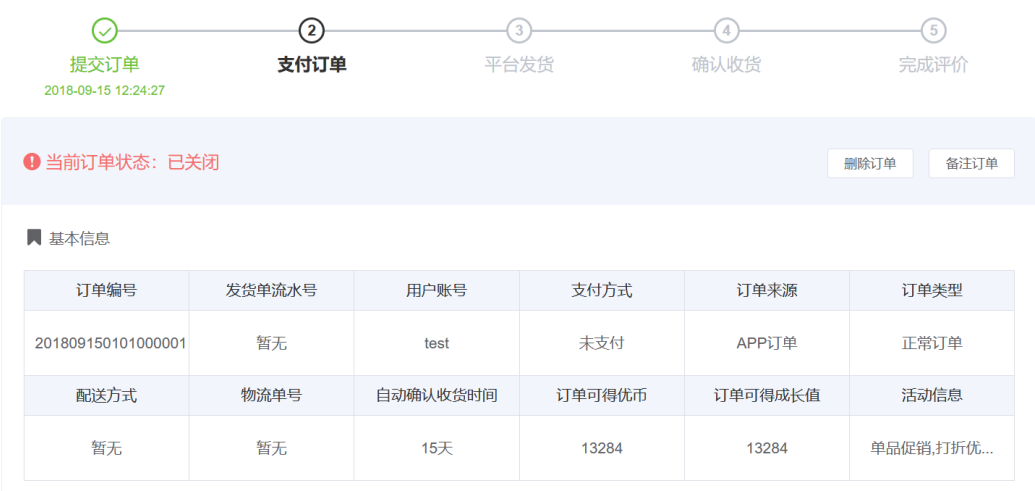 2 3 4 5
提交订单 支付订单 平台发货 确认收货 完成评价
2018-09-15 12:24:27
当前订单状态：已关闭 删除订单 备注订单
基本信息
订单编号 发货单流水号 用户账号 支付方式 订单来源 订单类型
201809150101000001 暂无 test 未支付 APP订单 正常订单
配送方式 物流单号 自动确认收货时间 订单可得优币 订单可得成长值 活动信息
暂无 暂无 15天 13284 13284 单品促销,打折优...